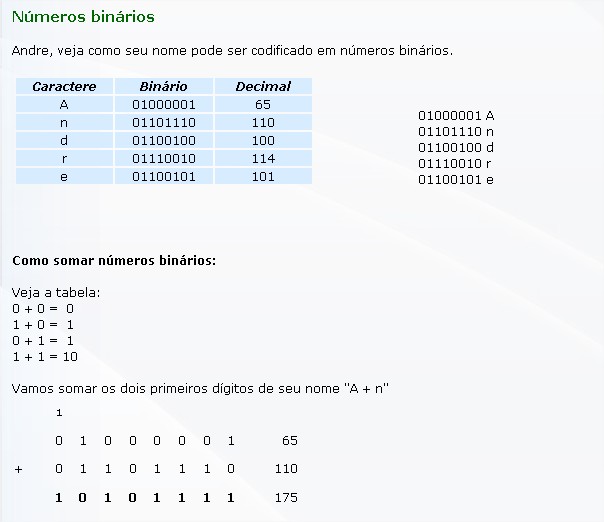 Números binários
Andre, veja como seu nome pode ser codificado em números binários.
Caractere Binário Decimal
A 01000001 65
n 01101110 110
d 01100100 100
r 01110010 114
e 01100101 101
01000001 A
01101110 n
01100100 d
01110010 r
01100101 e
Como somar números binários:
Veja a tabela:
0 + 0 = 0
1 + 0 = 1
0 + 1 = 1
1 + 1 = 10
Vamos somar os dois primeiros dígitos de seu nome "A + n"
1
0 1 0 0 0 0 0 1 65
+ 0 1 1 0 1 1 1 0 110
1 0 1 0 1 1 1 1 175